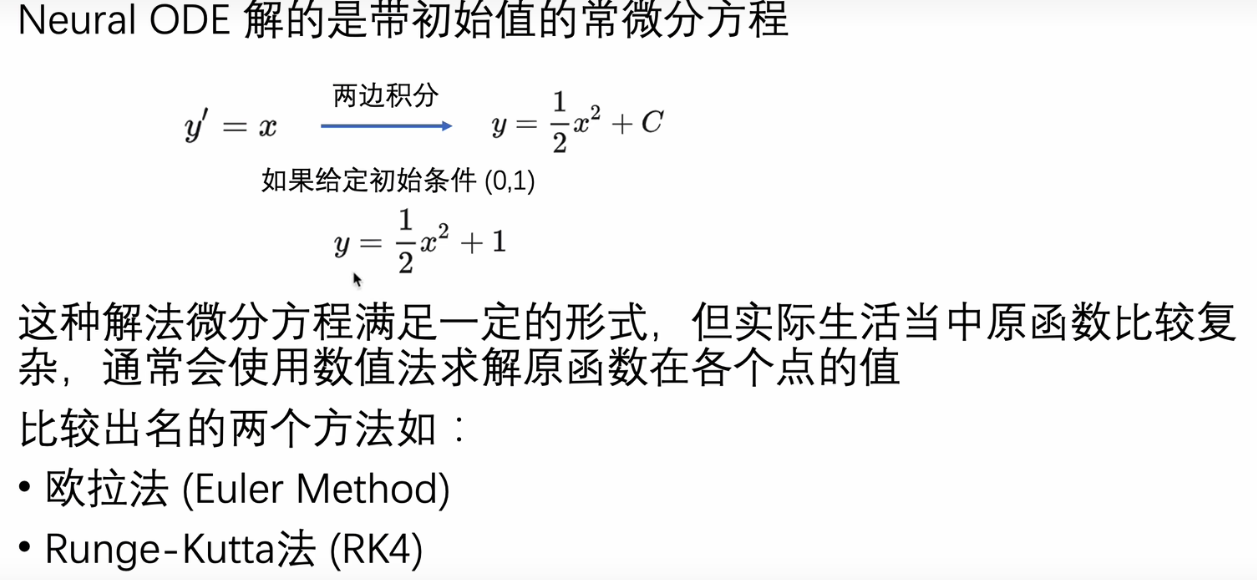 Neural ODE 解的是带初始值的常微分方程
y′ = x 两边积分 y = 1/2 x² + C
如果给定初始条件 (0,1)
y = 1/2 x² + 1
这种解法微分方程满足一定的形式，但实际生活当中原函数比较复
杂，通常会使用数值法求解原函数在各个点的值
比较出名的两个方法如：
• 欧拉法 (Euler Method)
• Runge-Kutta法 (RK4)